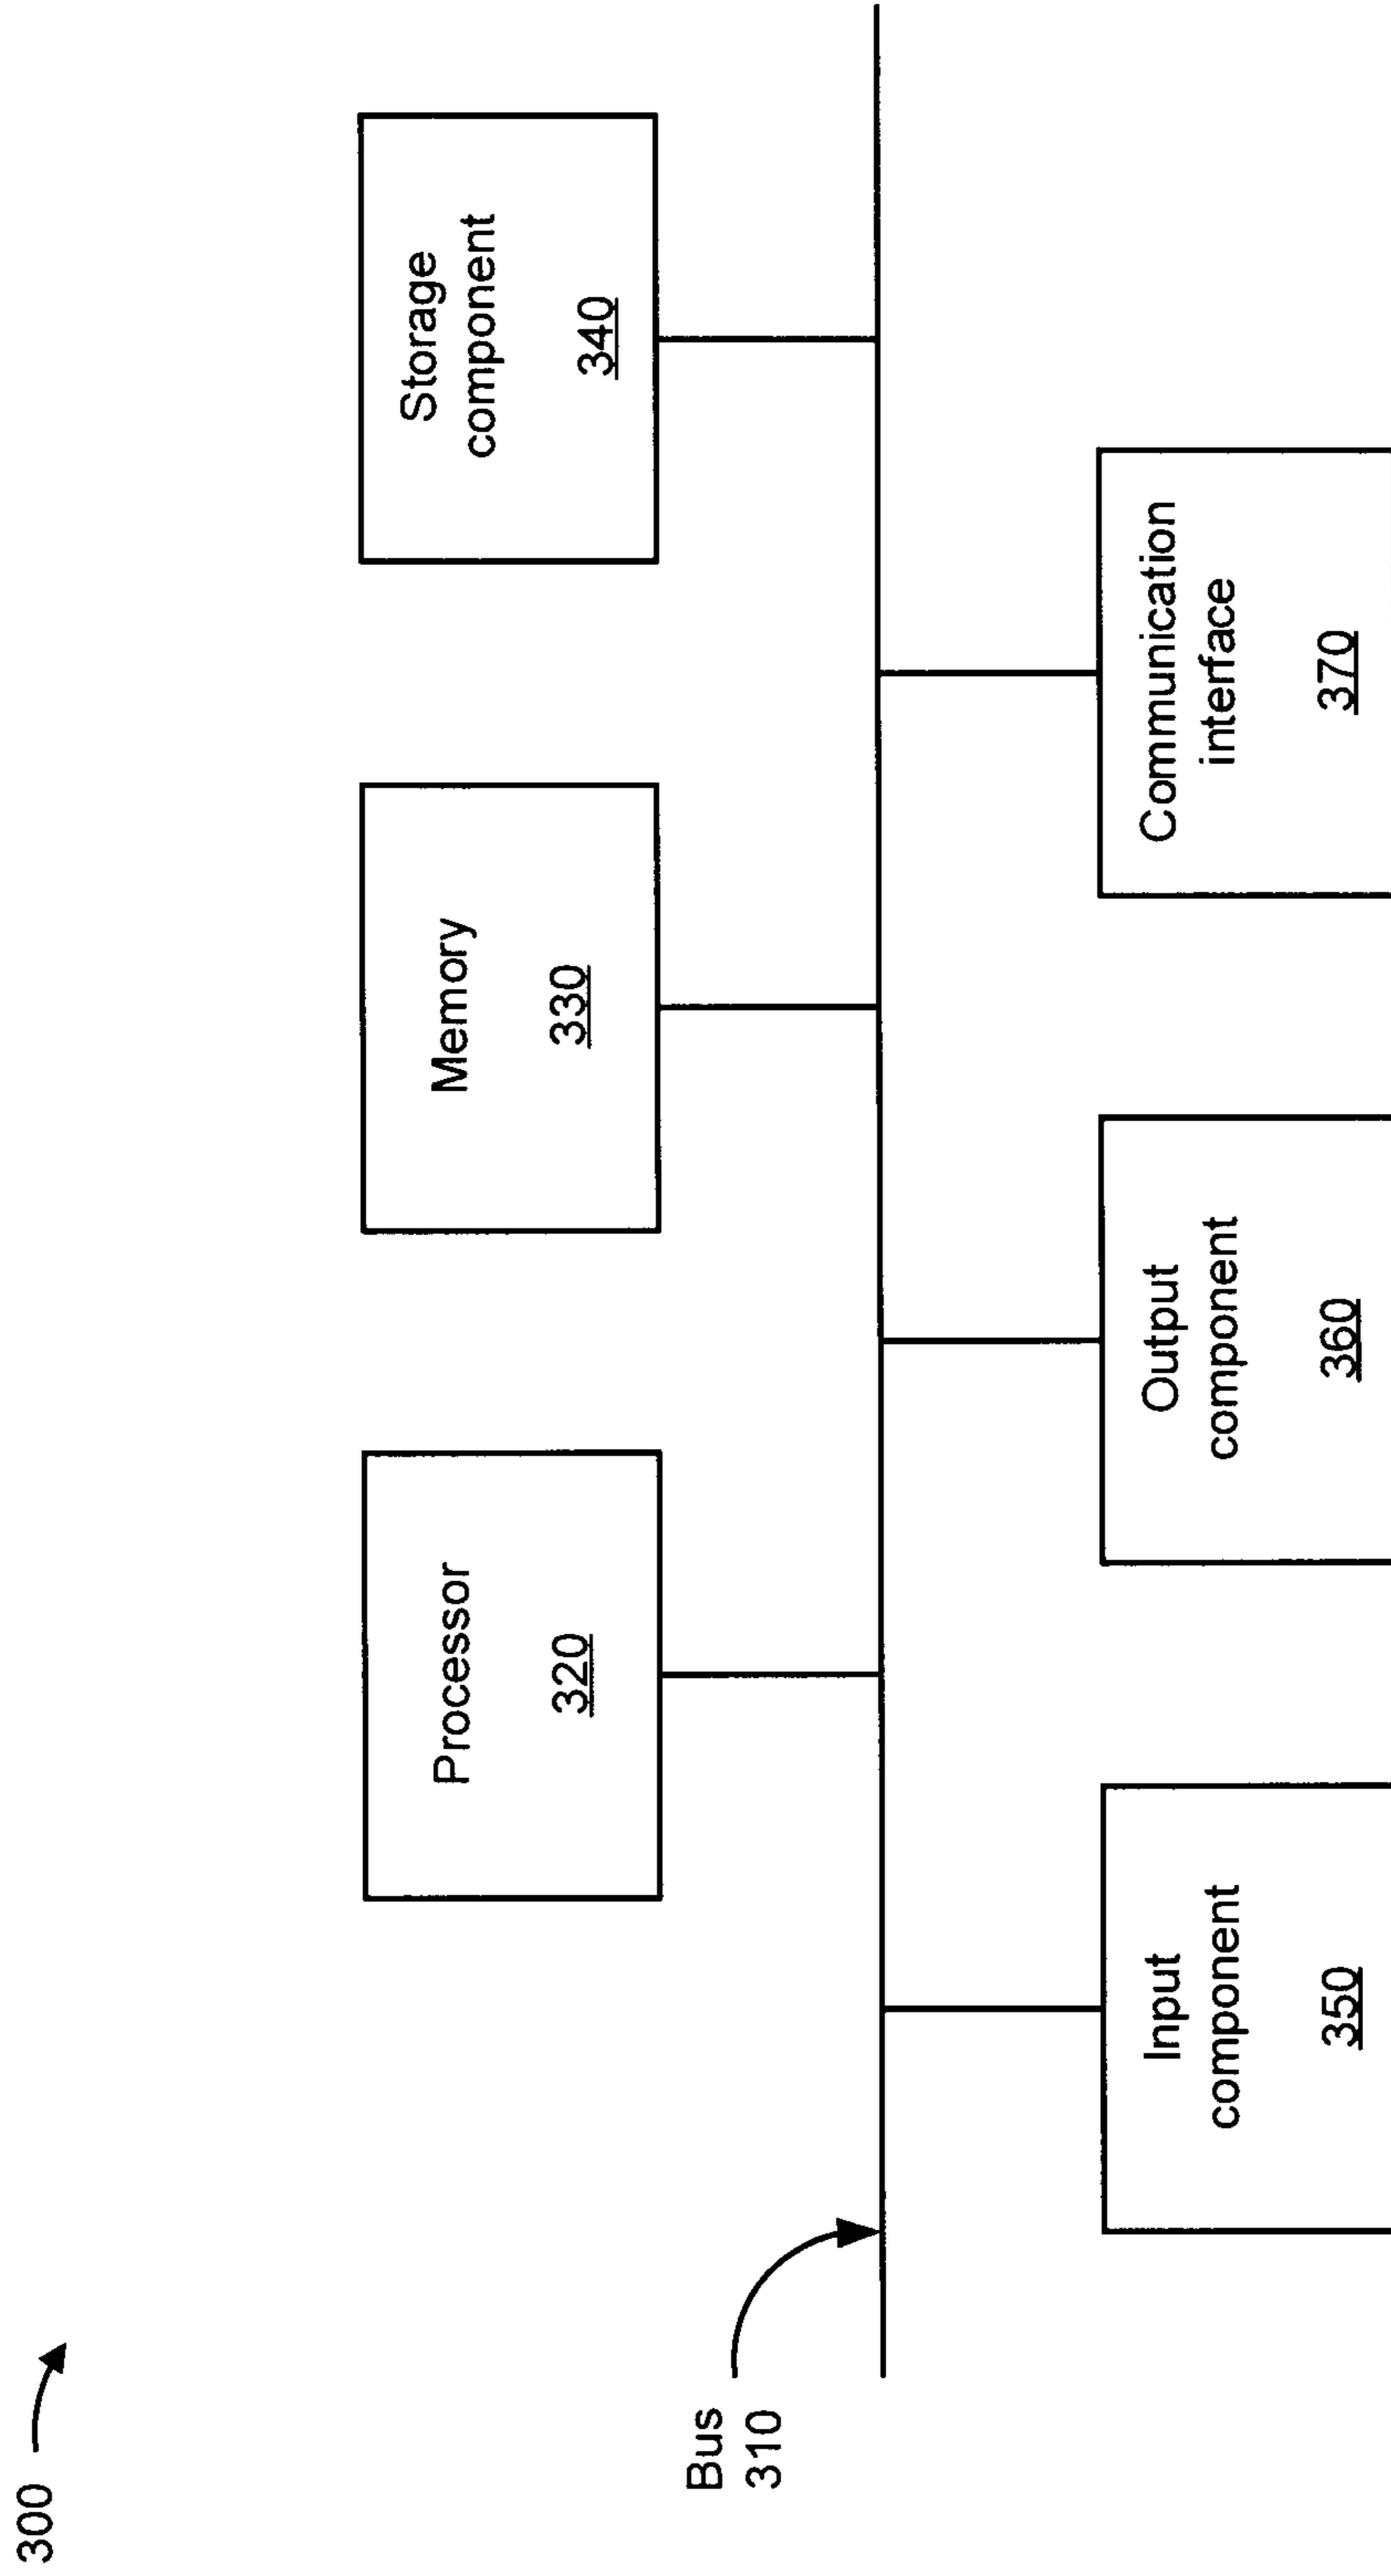 300
Processor
320
Memory
330
Storage
component
340
Bus
310
Input
component
350
Output
component
360
Communication
interface
370